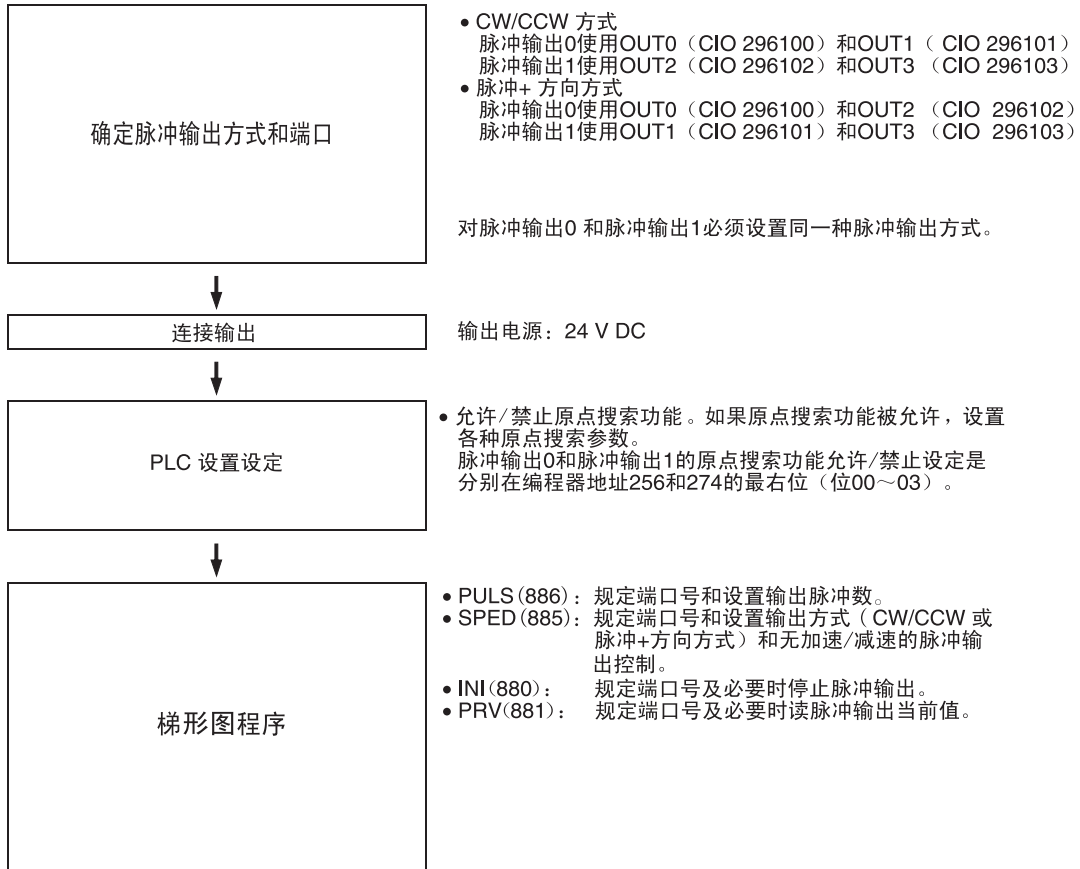 确定脉冲输出方式和端口
• CW/CCW 方式
脉冲输出0使用OUT0（CIO 296100）和OUT1（ CIO 296101）
脉冲输出1使用OUT2（CIO 296102）和OUT3 （CIO 296103）
• 脉冲+ 方向方式
脉冲输出0使用OUT0（CIO 296100）和OUT2 （CIO 296102）
脉冲输出1使用OUT1（CIO 296101）和OUT3 （CIO 296103）
对脉冲输出0 和脉冲输出1必须设置同一种脉冲输出方式。
连接输出
输出电源：24 V DC
PLC 设置设定
• 允许/禁止原点搜索功能。如果原点搜索功能被允许，设置
各种原点搜索参数。
脉冲输出0和脉冲输出1的原点搜索功能允许/禁止设定是
分别在编程器地址256和274的最右位（位00～03）。
梯形图程序
• PULS(886)：规定端口号和设置输出脉冲数。
• SPED(885)：规定端口号和设置输出方式（CW/CCW 或
脉冲+方向方式）和无加速/减速的脉冲输
出控制。
• INI(880)： 规定端口号及必要时停止脉冲输出。
• PRV(881)： 规定端口号及必要时读脉冲输出当前值。